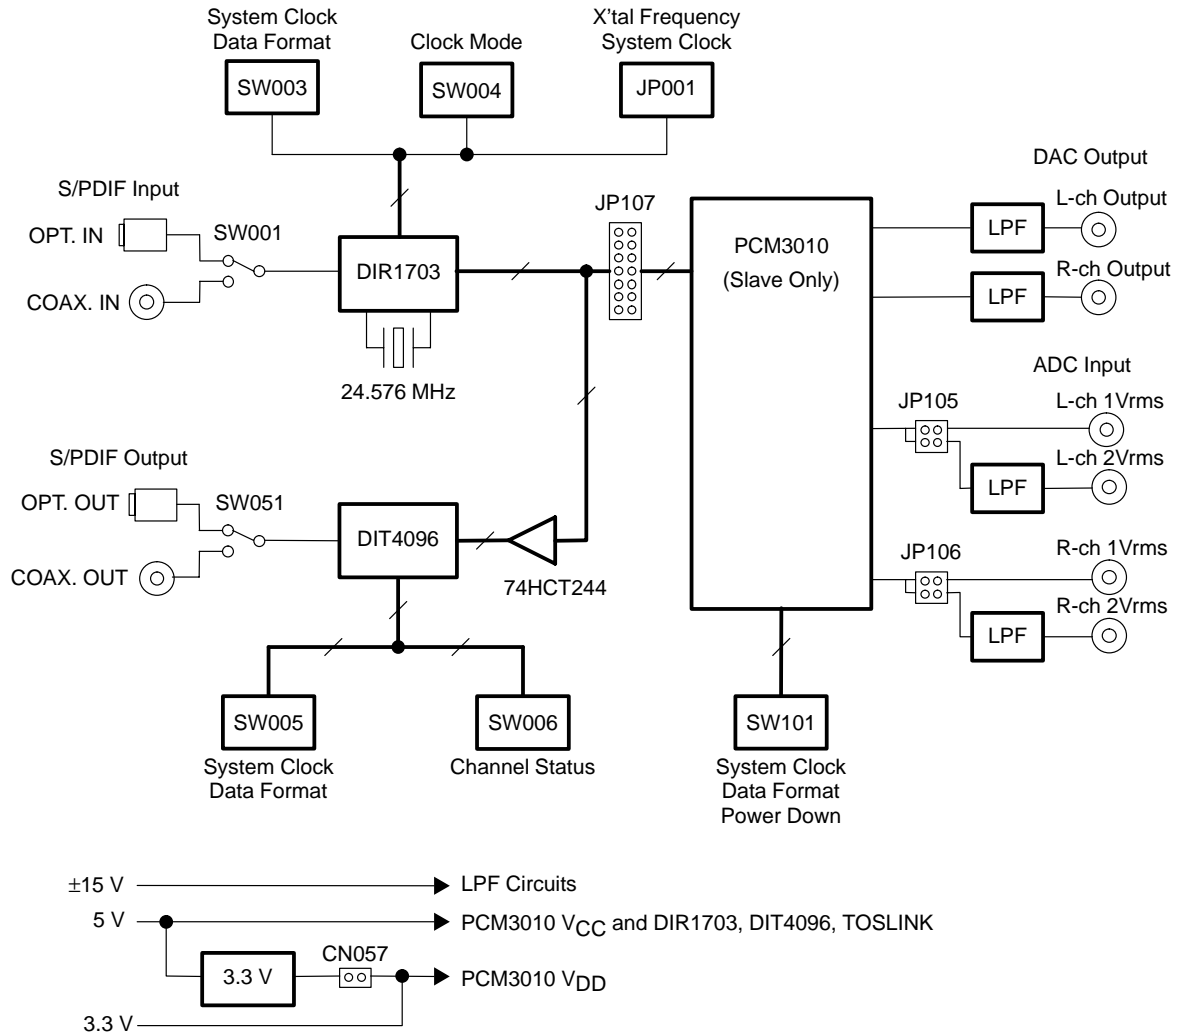 System Clock
Data Format
SW003
Clock Mode
SW004
X'tal Frequency
System Clock
JP001
S/PDIF Input
OPT. IN
COAX. IN
SW001
DIR1703
24.576 MHz
JP107
PCM3010
(Slave Only)
DAC Output
L-ch Output
LPF
R-ch Output
LPF
ADC Input
JP105
L-ch 1Vrms
L-ch 2Vrms
LPF
JP106
R-ch 1Vrms
R-ch 2Vrms
LPF
S/PDIF Output
OPT. OUT
COAX. OUT
SW051
DIT4096
74HCT244
SW005
System Clock
Data Format
SW006
Channel Status
SW101
System Clock
Data Format
Power Down
±15 V
LPF Circuits
5 V
PCM3010 VCC and DIR1703, DIT4096, TOSLINK
3.3 V
CN057
PCM3010 VDD
3.3 V